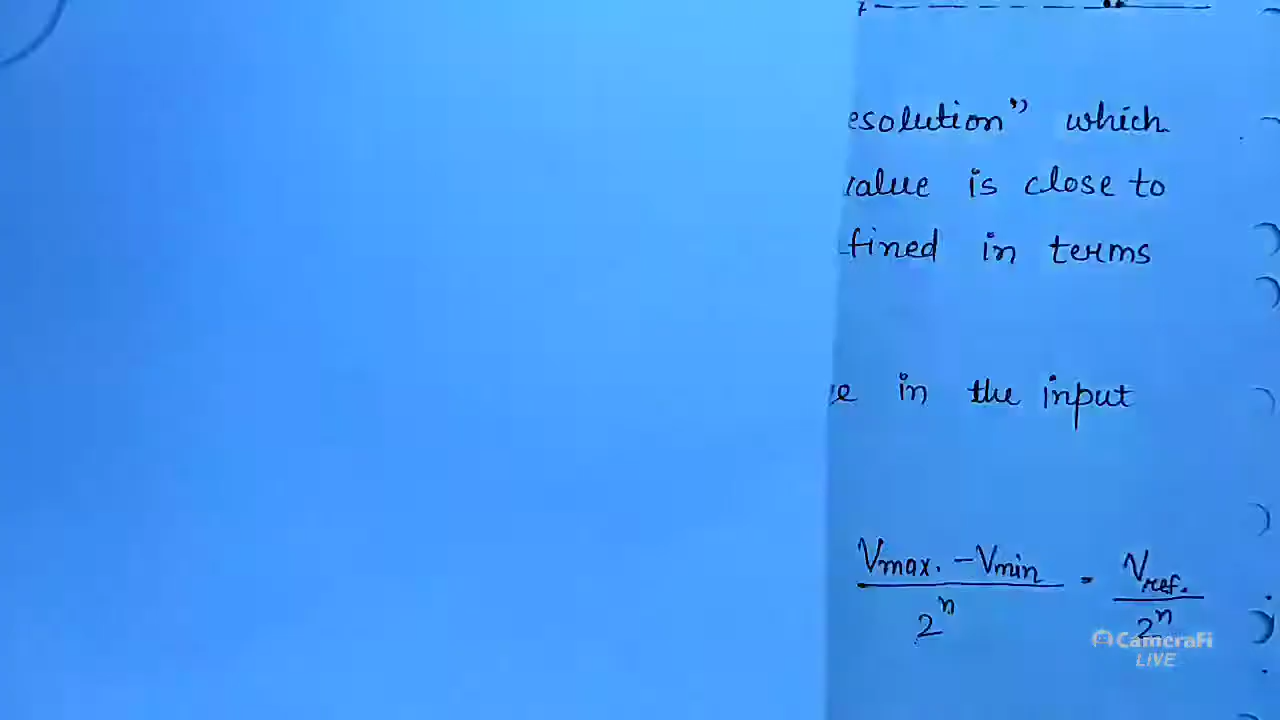 esolution" which
value is close to
fined in terms
e in the input
Vmax. - Vmin / 2^n = Vref. / 2^n
CameraFi
LIVE